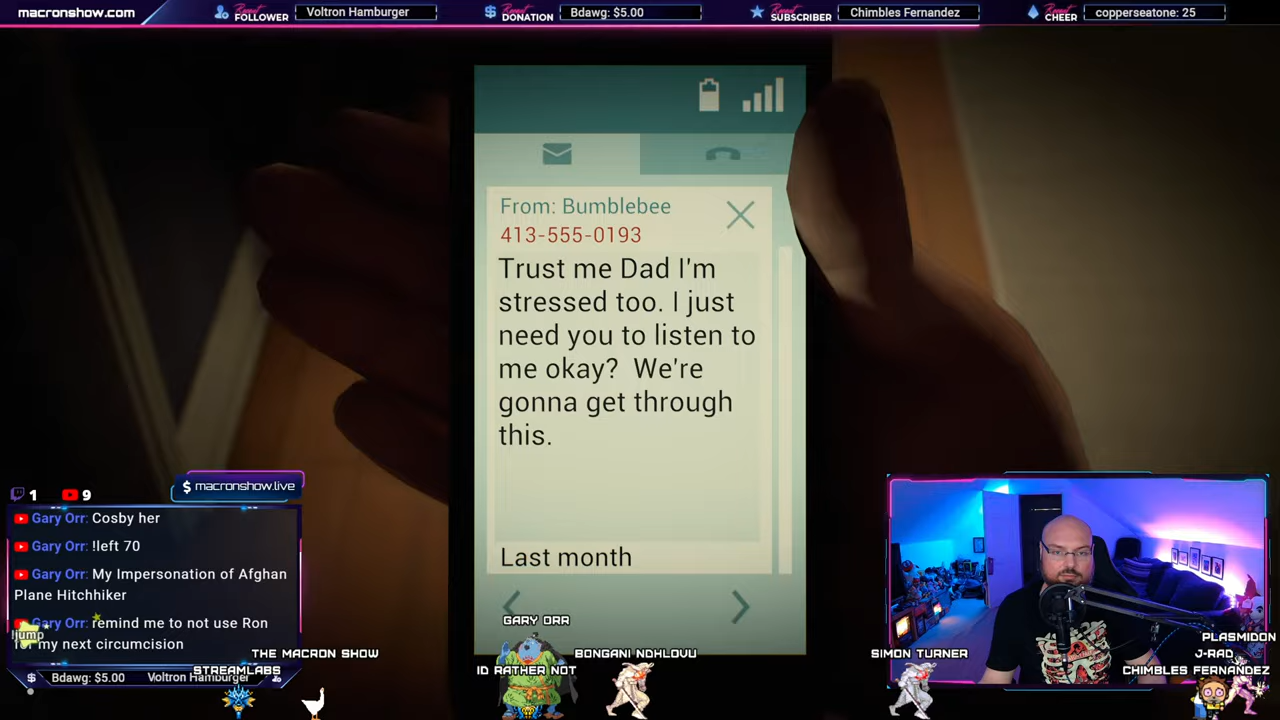 macronshow.com
Recent FOLLOWER
Voltron Hamburger
Recent DONATION
Bdawg: $5.00
Recent SUBSCRIBER
Chimbles Fernandez
Recent CHEER
copperseatone: 25
From: Bumblebee
413-555-0193
Trust me Dad I'm
stressed too. I just
need you to listen to
me okay? We're
gonna get through
this.
Last month
1
9
$ macronshow.live
Gary Orr: Cosby her
Gary Orr: !left 70
Gary Orr: My Impersonation of Afghan
Plane Hitchhiker
Gary Orr: remind me to not use Ron
for my next circumcision
!jump
$ Bdawg: $5.00 Voltron Hamburger
THE MACRON SHOW
STREAMLABS
GARY ORR
ID RATHER NOT
BONGANI NDHLOVU
SIMON TURNER
PLASMIDON
J-RAD
CHIMBLES FERNANDEZ